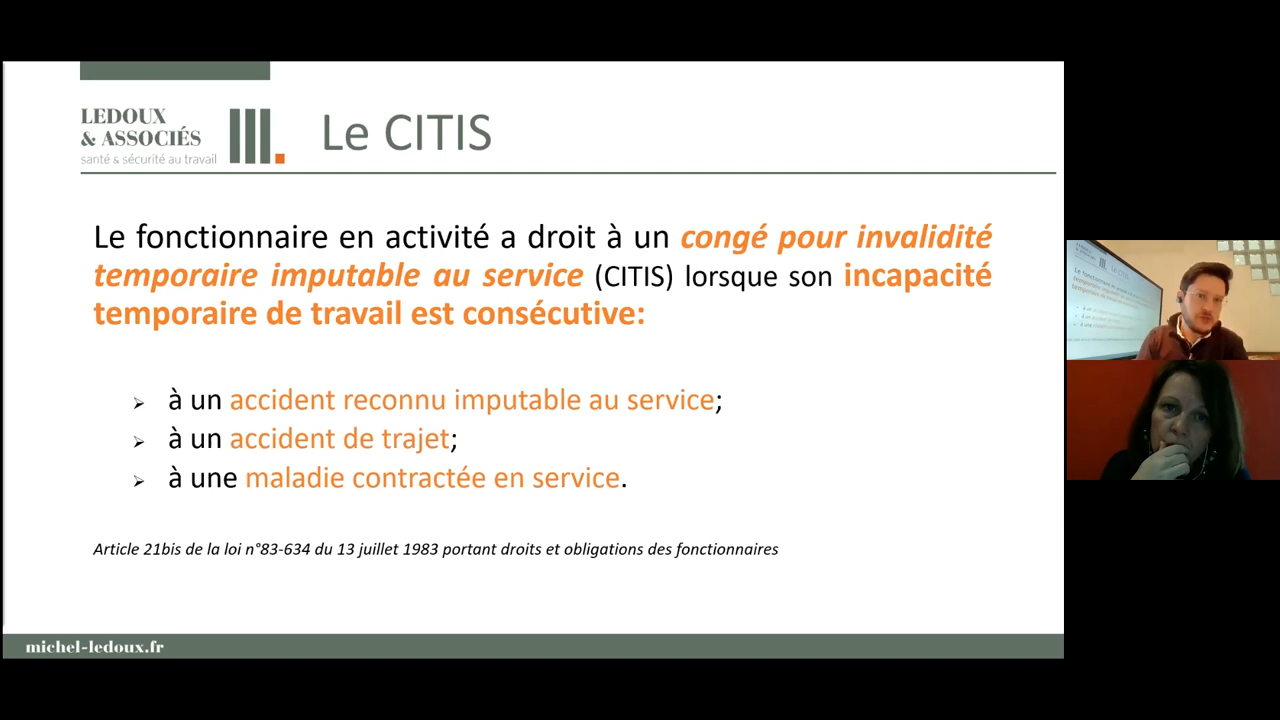 LEDOUX
& ASSOCIÉS
santé & sécurité au travail
Le CITIS
Le fonctionnaire en activité a droit à un congé pour invalidité
temporaire imputable au service (CITIS) lorsque son incapacité
temporaire de travail est consécutive:
à un accident reconnu imputable au service;
à un accident de trajet;
à une maladie contractée en service.
Article 21bis de la loi n°83-634 du 13 juillet 1983 portant droits et obligations des fonctionnaires
michel-ledoux.fr